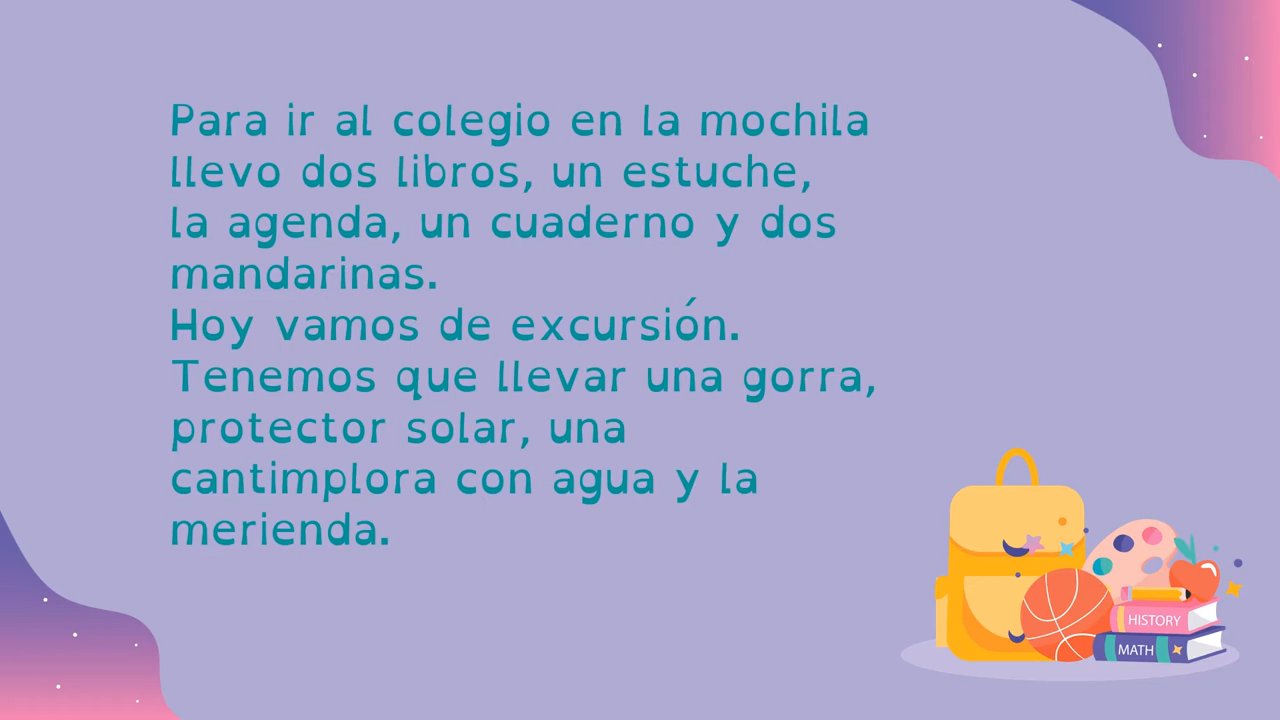 Para ir al colegio en la mochila
llevo dos libros, un estuche,
la agenda, un cuaderno y dos
mandarinas.
Hoy vamos de excursión.
Tenemos que llevar una gorra,
protector solar, una
cantimplora con agua y la
merienda.
HISTORY
MATH